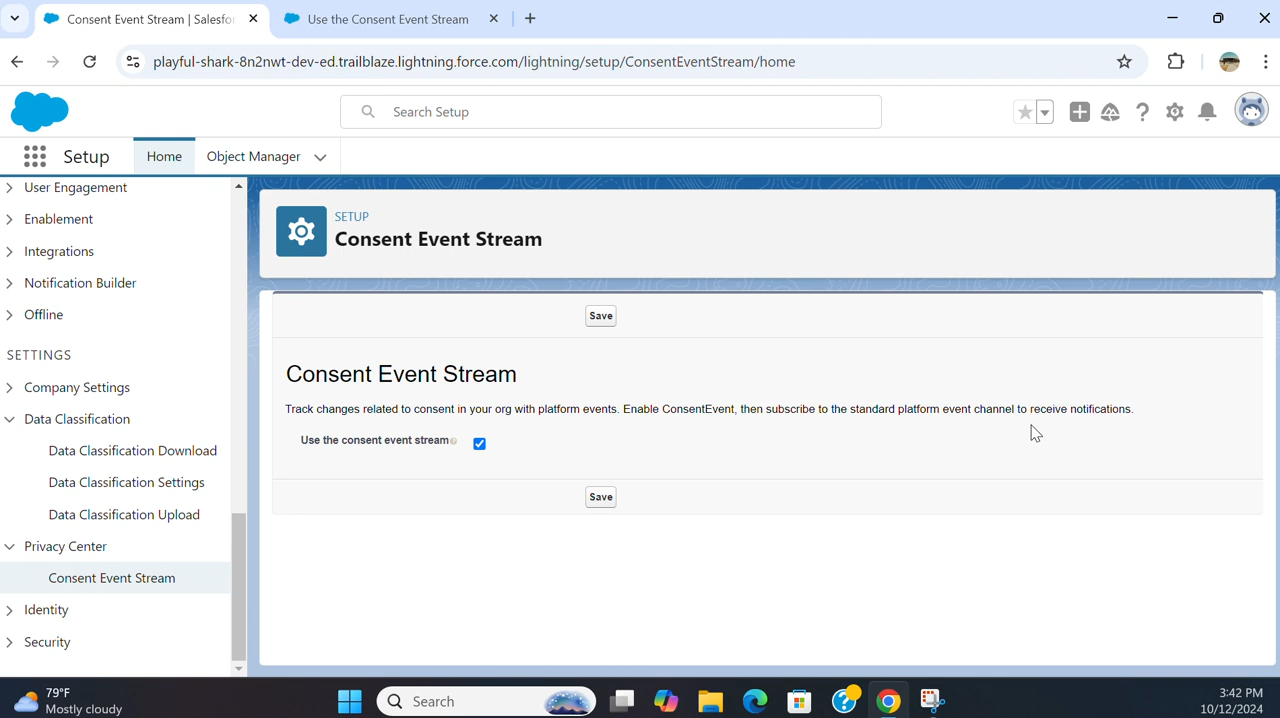 Consent Event Stream | Salesfo
Use the Consent Event Stream
playful-shark-8n2nwt-dev-ed.trailblaze.lightning.force.com/lightning/setup/ConsentEventStream/home
Search Setup
Setup
Home
Object Manager
User Engagement
Enablement
Integrations
Notification Builder
Offline
SETTINGS
Company Settings
Data Classification
Data Classification Download
Data Classification Settings
Data Classification Upload
Privacy Center
Consent Event Stream
Identity
Security
SETUP
Consent Event Stream
Save
Consent Event Stream
Track changes related to consent in your org with platform events. Enable ConsentEvent, then subscribe to the standard platform event channel to receive notifications.
Use the consent event stream
Save
79°F
Mostly cloudy
Search
3:42 PM
10/12/2024